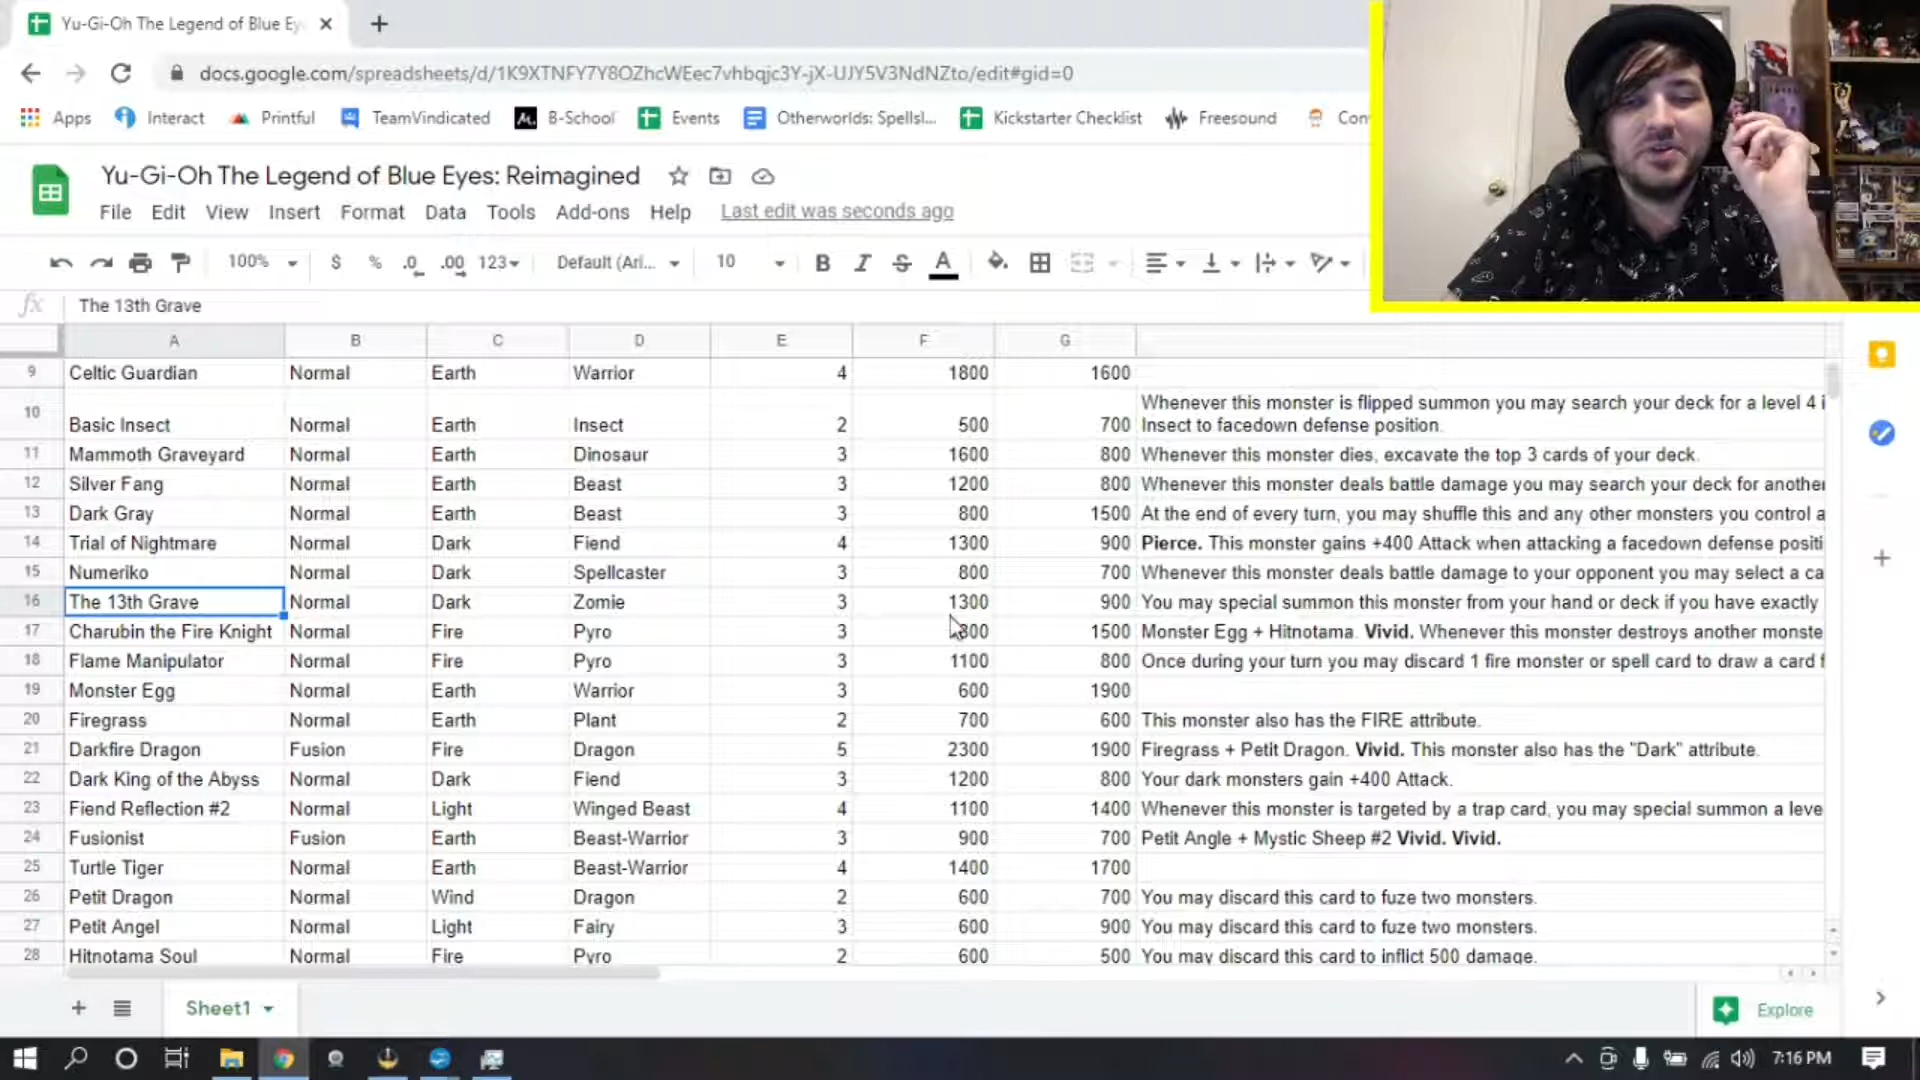 Yu-Gi-Oh The Legend of Blue Ey
docs.google.com/spreadsheets/d/1K9XTNFY7Y8OZhcWEec7vhbqjc3Y-jX-UJY5V3NdNZto/edit#gid=0
Apps Interact Printful TeamVindicated B-School Events Otherworlds: Spellsl... Kickstarter Checklist Freesound Con
Yu-Gi-Oh The Legend of Blue Eyes: Reimagined
File Edit View Insert Format Data Tools Add-ons Help Last edit was seconds ago
100% $ % .0 .00 123 Default (Ari... 10 B I S A
fx The 13th Grave
A B C D E F G
9 Celtic Guardian Normal Earth Warrior 4 1800 1600
Whenever this monster is flipped summon you may search your deck for a level 4 i
10 Basic Insect Normal Earth Insect 2 500 700 Insect to facedown defense position.
11 Mammoth Graveyard Normal Earth Dinosaur 3 1600 800 Whenever this monster dies, excavate the top 3 cards of your deck.
12 Silver Fang Normal Earth Beast 3 1200 800 Whenever this monster deals battle damage you may search your deck for another
13 Dark Gray Normal Earth Beast 3 800 1500 At the end of every turn, you may shuffle this and any other monsters you control a
14 Trial of Nightmare Normal Dark Fiend 4 1300 900 Pierce. This monster gains +400 Attack when attacking a facedown defense positi
15 Numeriko Normal Dark Spellcaster 3 800 700 Whenever this monster deals battle damage to your opponent you may select a ca
16 The 13th Grave Normal Dark Zomie 3 1300 900 You may special summon this monster from your hand or deck if you have exactly
17 Charubin the Fire Knight Normal Fire Pyro 3 800 1500 Monster Egg + Hitnotama. Vivid. Whenever this monster destroys another monste
18 Flame Manipulator Normal Fire Pyro 3 1100 800 Once during your turn you may discard 1 fire monster or spell card to draw a card f
19 Monster Egg Normal Earth Warrior 3 600 1900
20 Firegrass Normal Earth Plant 2 700 600 This monster also has the FIRE attribute.
21 Darkfire Dragon Fusion Fire Dragon 5 2300 1900 Firegrass + Petit Dragon. Vivid. This monster also has the "Dark" attribute.
22 Dark King of the Abyss Normal Dark Fiend 3 1200 800 Your dark monsters gain +400 Attack.
23 Fiend Reflection #2 Normal Light Winged Beast 4 1100 1400 Whenever this monster is targeted by a trap card, you may special summon a leve
24 Fusionist Fusion Earth Beast-Warrior 3 900 700 Petit Angle + Mystic Sheep #2 Vivid. Vivid.
25 Turtle Tiger Normal Earth Beast-Warrior 4 1400 1700
26 Petit Dragon Normal Wind Dragon 2 600 700 You may discard this card to fuze two monsters.
27 Petit Angel Normal Light Fairy 3 600 900 You may discard this card to fuze two monsters.
28 Hitnotama Soul Normal Fire Pyro 2 600 500 You may discard this card to inflict 500 damage.
Sheet1 Explore
7:16 PM